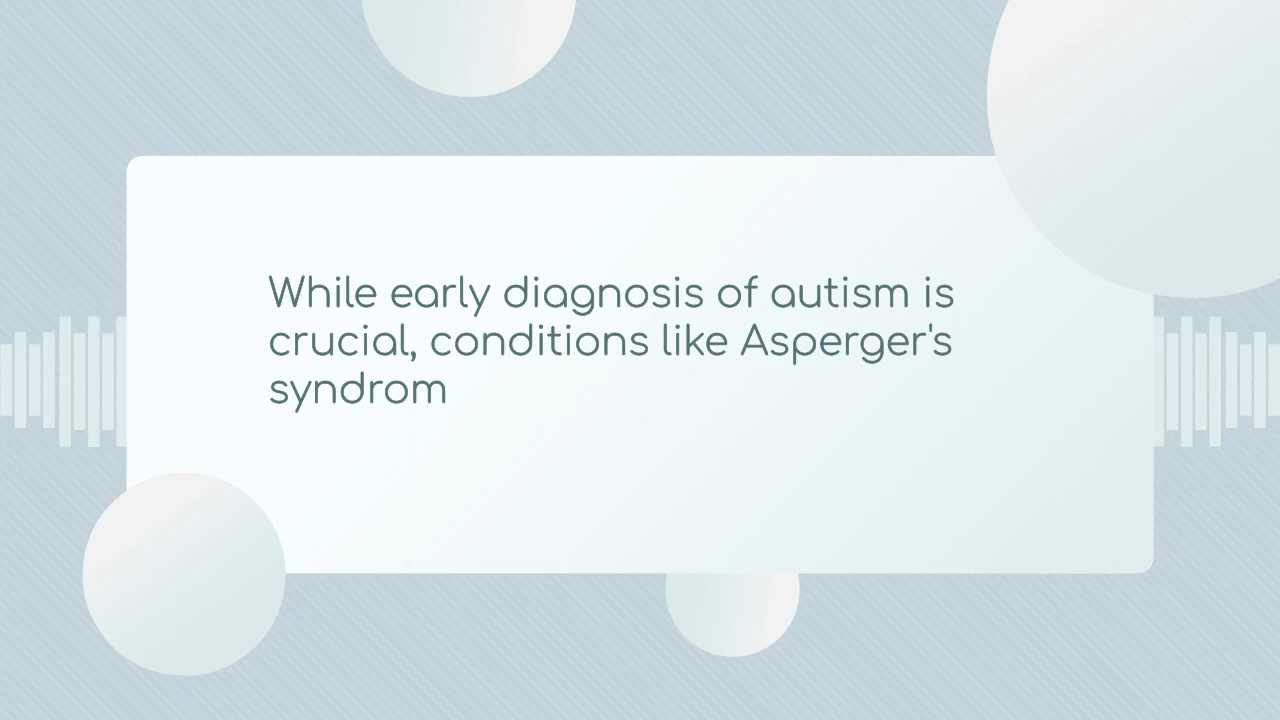 While early diagnosis of autism is
crucial, conditions like Asperger's
syndrom